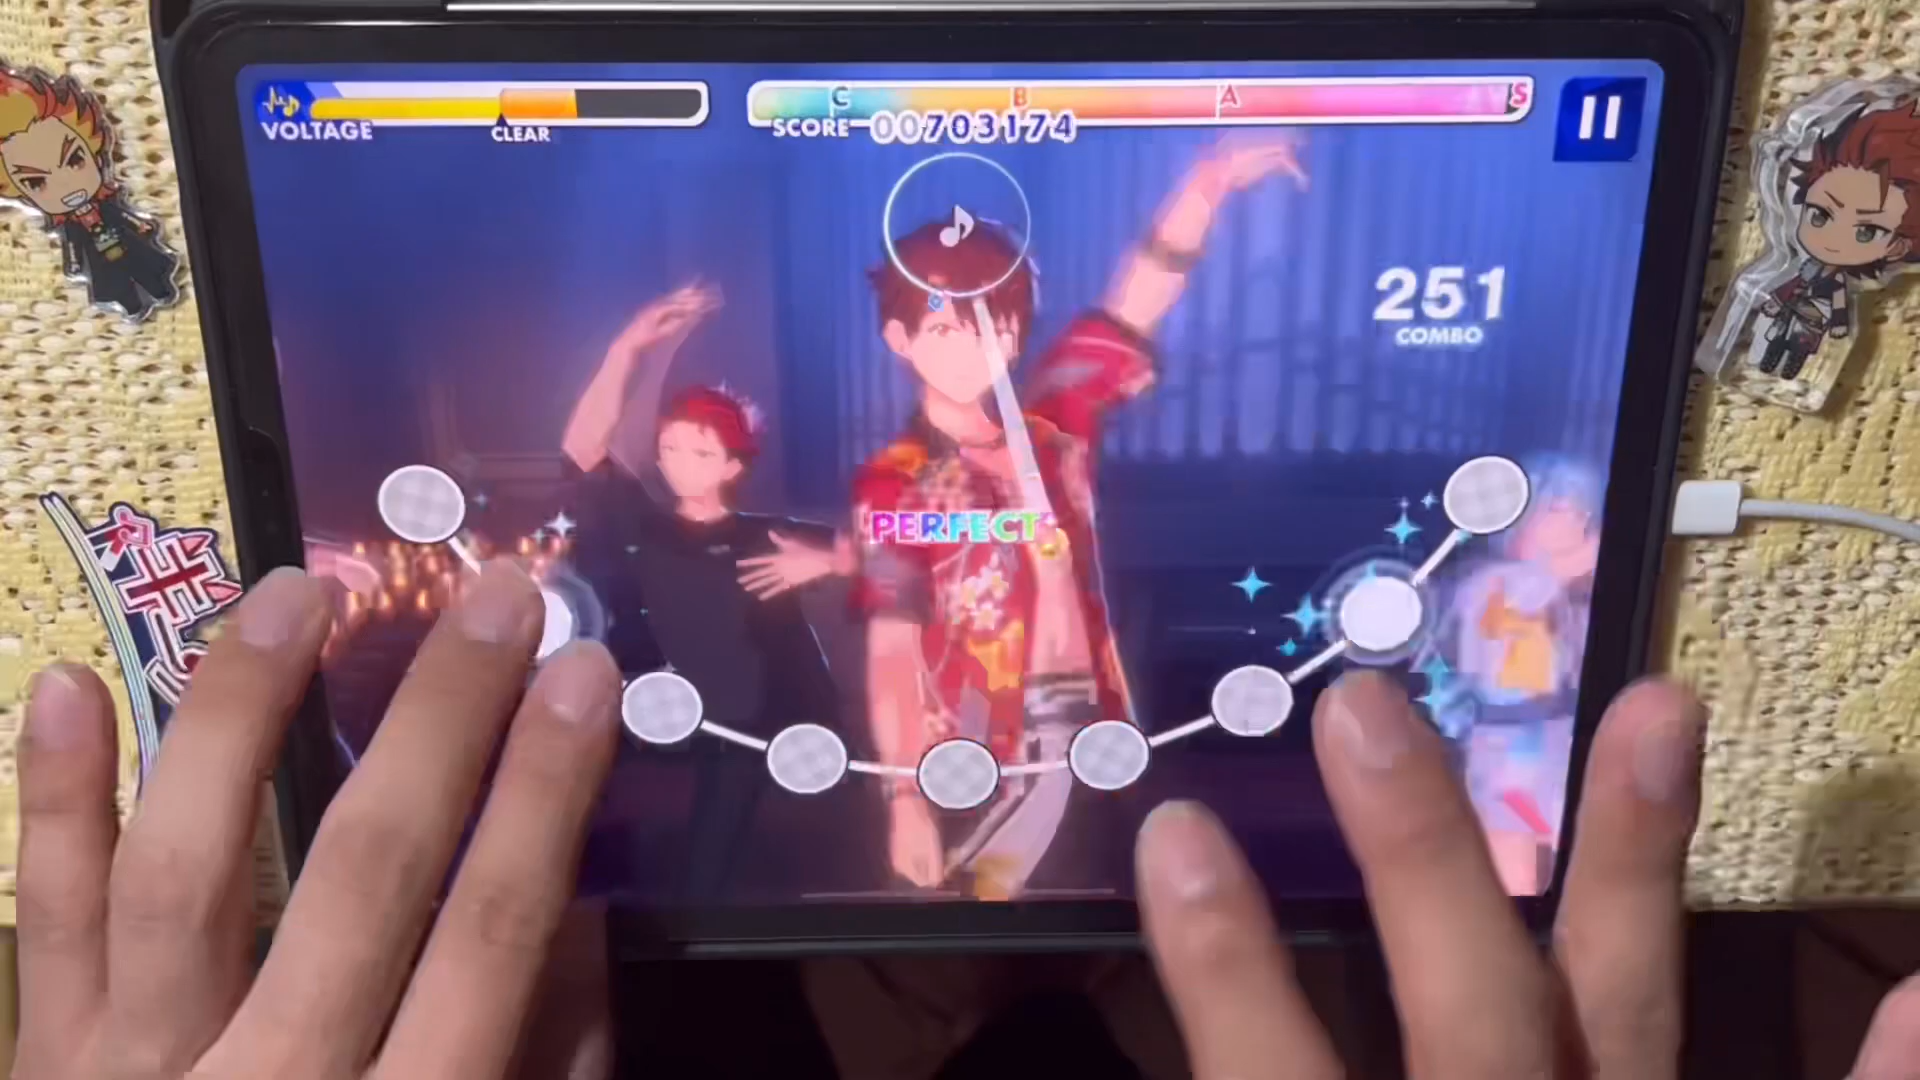 VOLTAGE
CLEAR
C
B
A
S
SCORE 00703174
251
COMBO
PERFECT